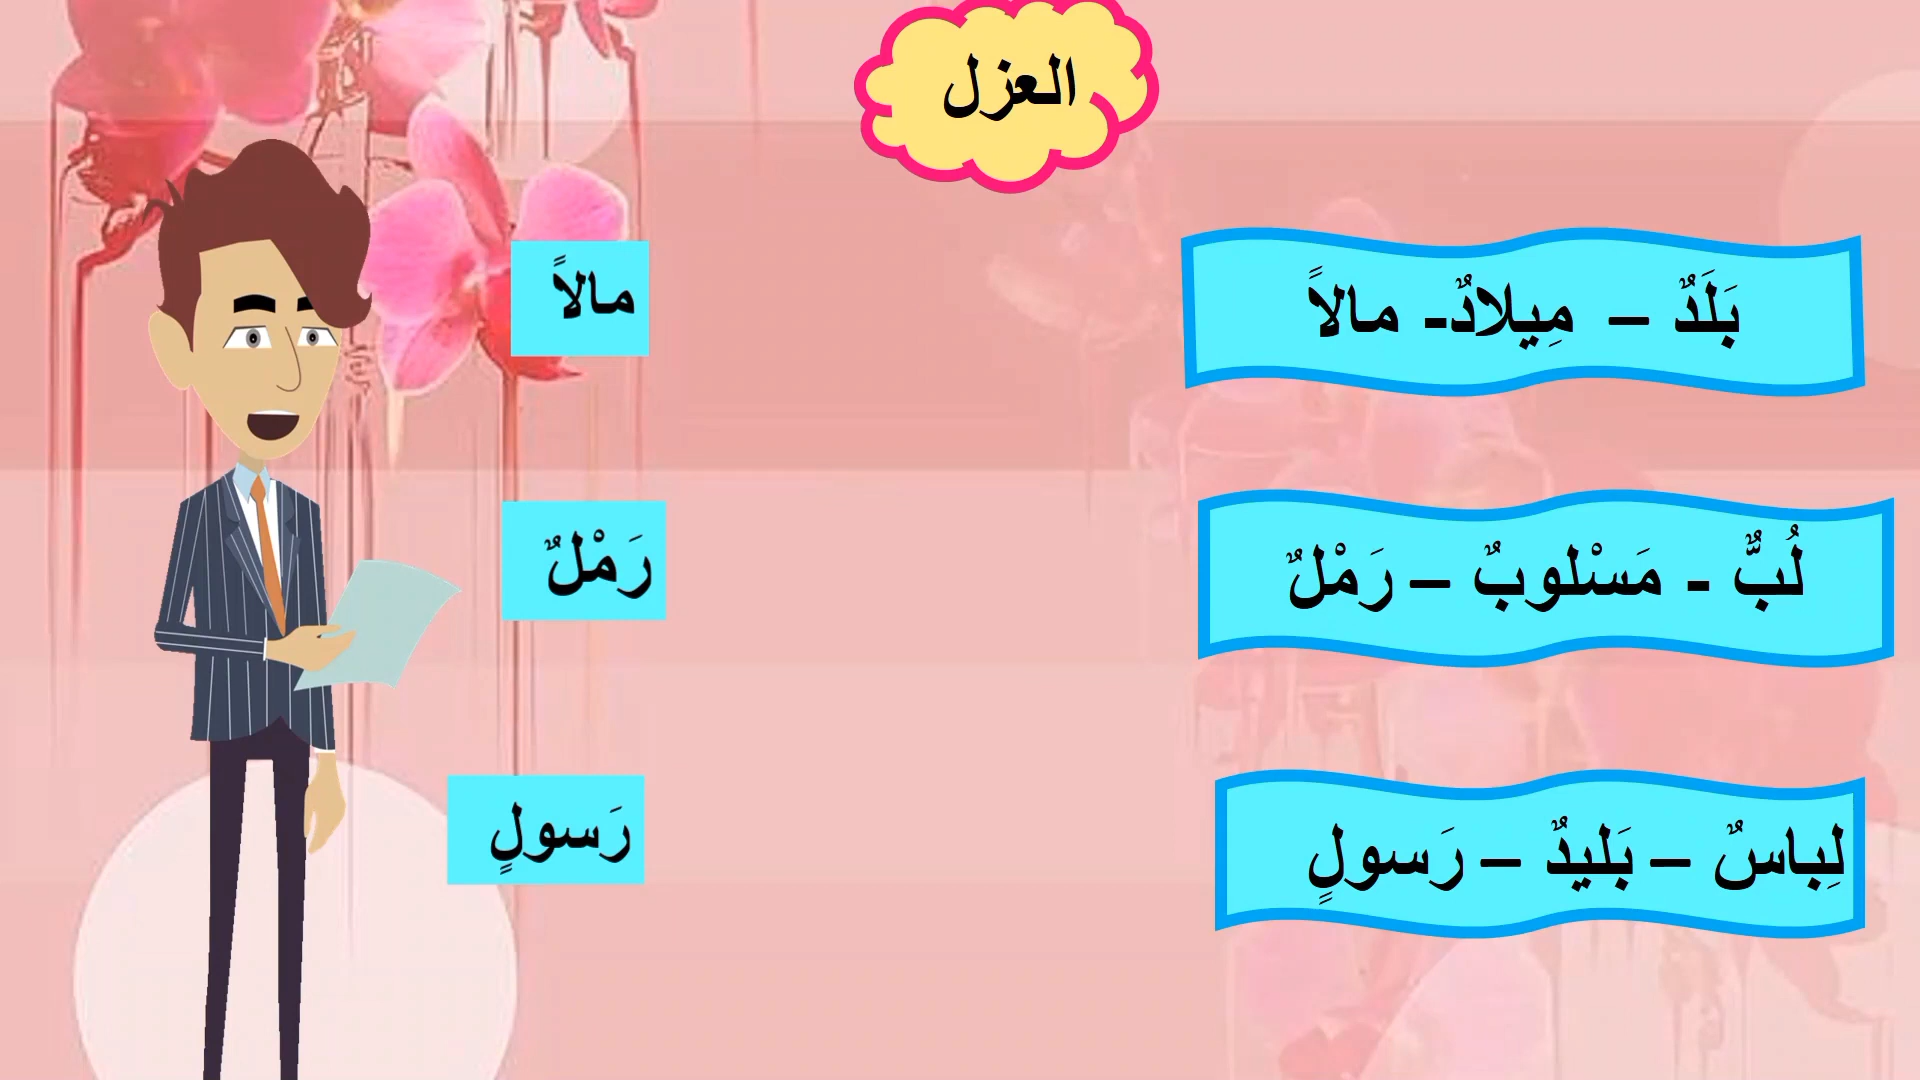 العزل
بَلَدٌ – مِيلادٌ- مالاً
مالاً
لُبٌّ - مَسْلوبٌ – رَمْلٌ
رَمْلٌ
لِباسٌ – بَليدٌ – رَسولٍ
رَسولٍ